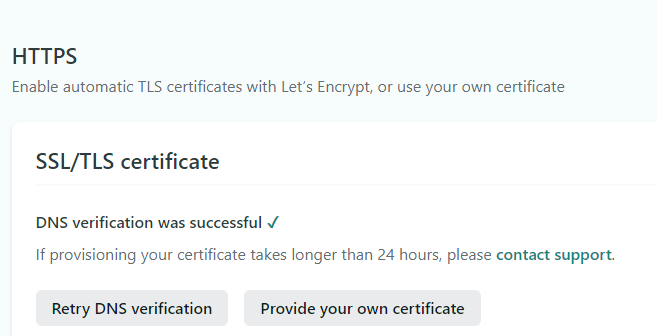 HTTPS
Enable automatic TLS certificates with Let’s Encrypt, or use your own certificate
SSL/TLS certificate
DNS verification was successful ✓
If provisioning your certificate takes longer than 24 hours, please contact support.
Retry DNS verification
Provide your own certificate